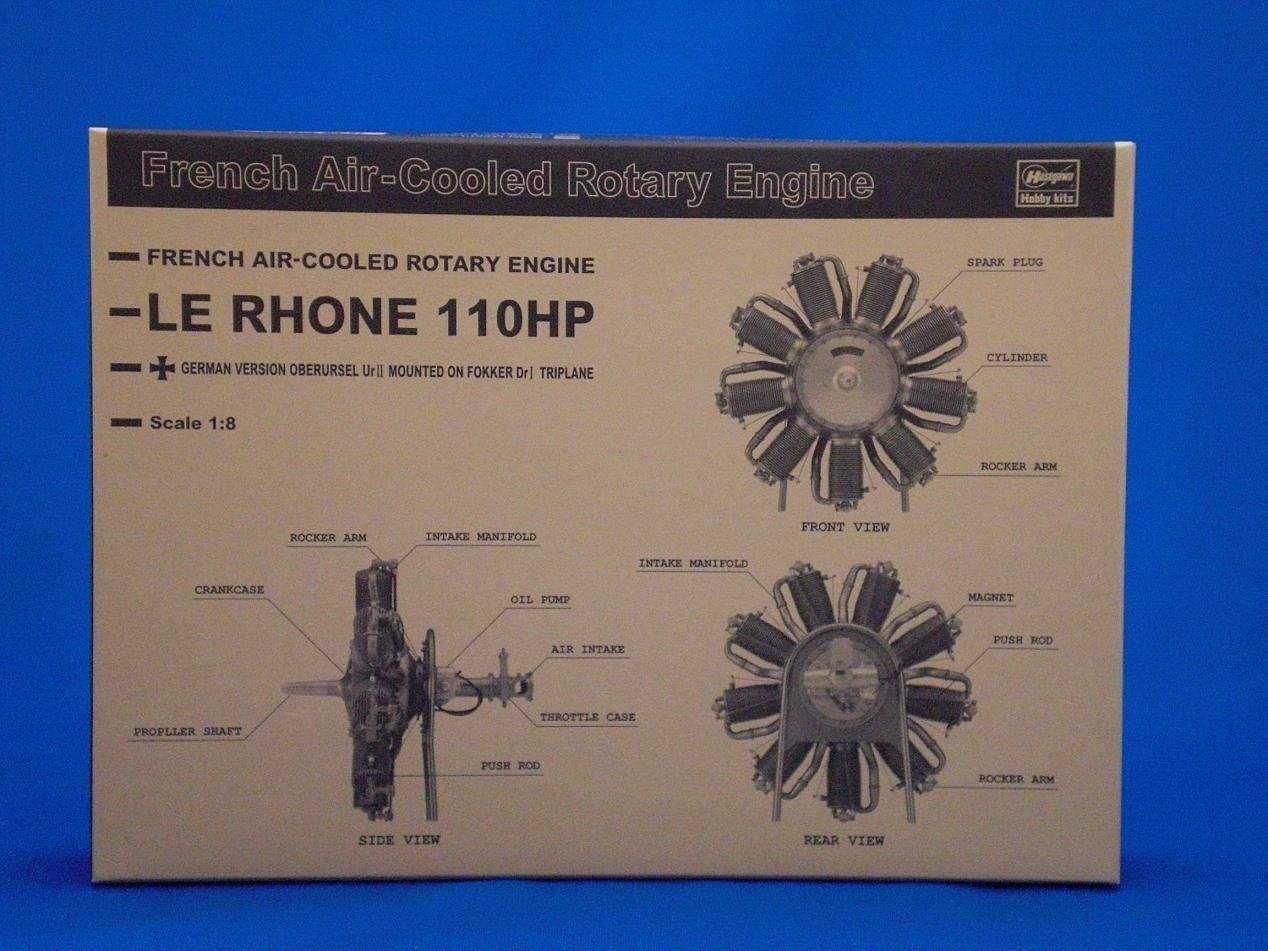 French Air-Cooled Rotary Engine
Hasegawa
Hobby kits
FRENCH AIR-COOLED ROTARY ENGINE
LE RHONE 110HP
GERMAN VERSION OBERURSEL UrII MOUNTED ON FOKKER DrI TRIPLANE
Scale 1:8
SPARK PLUG
CYLINDER
ROCKER ARM
FRONT VIEW
ROCKER ARM
INTAKE MANIFOLD
CRANKCASE
OIL PUMP
AIR INTAKE
THROTTLE CASE
PROPLLER SHAFT
PUSH ROD
SIDE VIEW
INTAKE MANIFOLD
MAGNET
PUSH ROD
ROCKER ARM
REAR VIEW